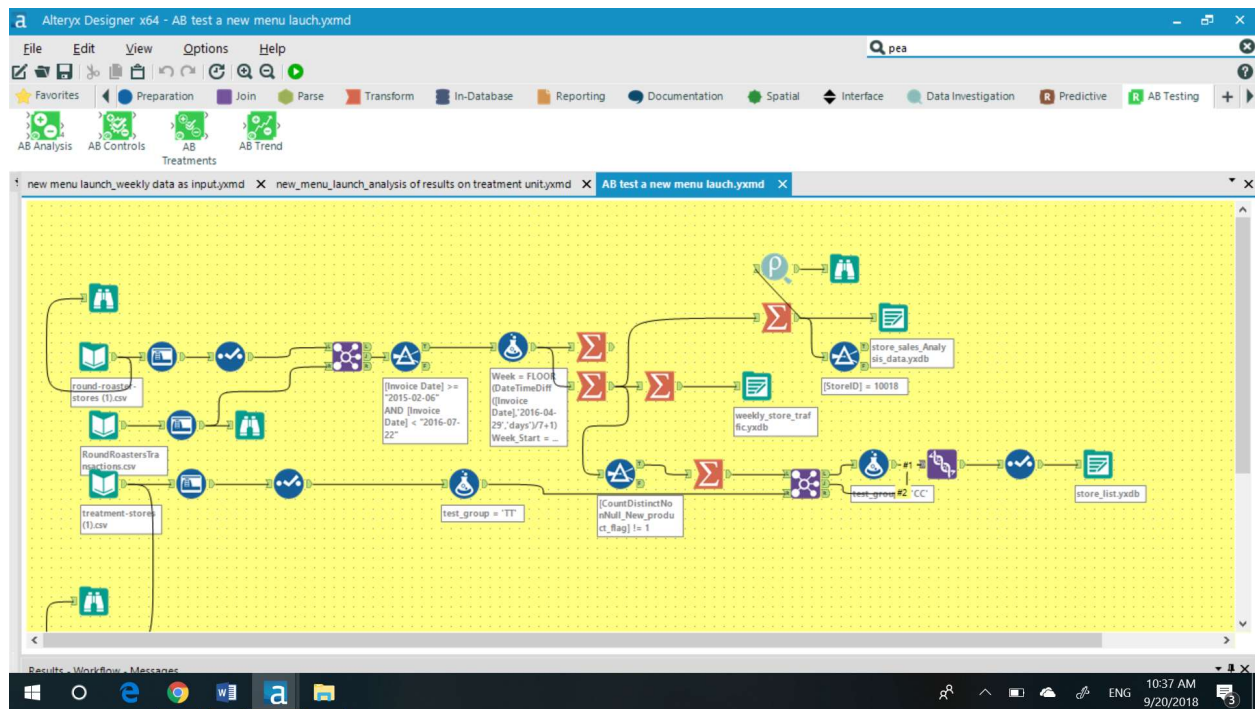 a Alteryx Designer x64 - AB test a new menu lauch.yxmd
File Edit View Options Help
pea
Favorites Preparation Join Parse Transform In-Database Reporting Documentation Spatial Interface Data Investigation R Predictive R AB Testing
AB Analysis AB Controls AB Treatments AB Trend
new menu launch_weekly data as input.yxmd X new_menu_launch_analysis of results on treatment unit.yxmd X AB test a new menu lauch.yxmd X
round-roaster-
stores (1).csv
[Invoice Date] >=
"2015-02-06"
AND [Invoice
Date] < "2016-07-
22"
Week = FLOOR
(DateTimeDiff
([Invoice
Date],'2016-04-
29','days')/7+1)
Week_Start = ...
store_sales_Analy
sis_data.yxdb
[StoreID] = 10018
weekly_store_traf
fic.yxdb
RoundRoastersTra
nsactions.csv
treatment-stores
(1).csv
test_group = 'TT'
[CountDistinctNo
nNull_New_produ
ct_flag] != 1
#1
#2
test_grou 'CC'
store_list.yxdb
Results - Workflow - Messages
ENG
10:37 AM
9/20/2018
3